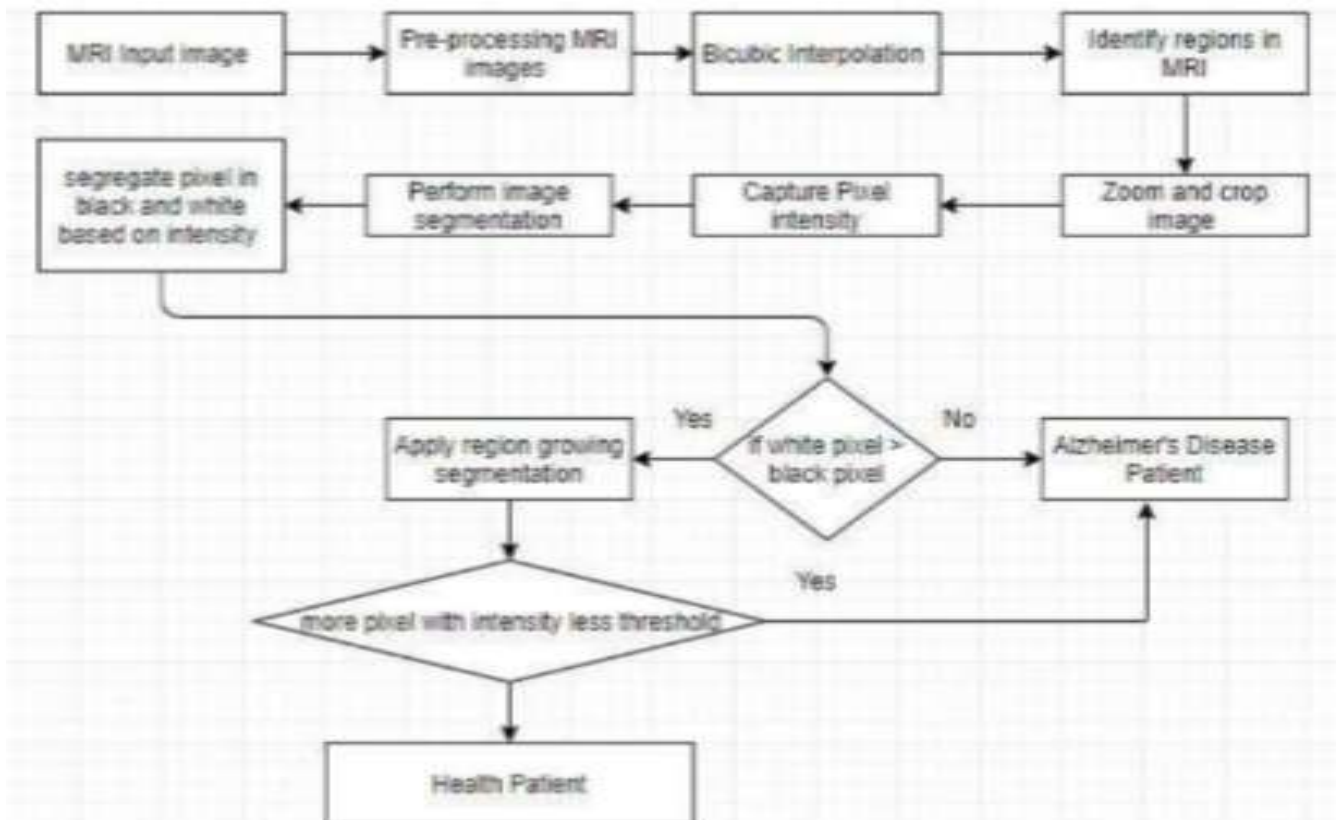 MRI Input image
Pre-processing MRI
images
Bicubic Interpolation
Identify regions in
MRI
segregate pixel in
black and white
based on intensity
Perform image
segmentation
Capture Pixel
intensity
Zoom and crop
image
Yes
No
Apply region growing
segmentation
If white pixel >
black pixel
Alzheimer's Disease
Patient
Yes
more pixel with intensity less threshold
Health Patient